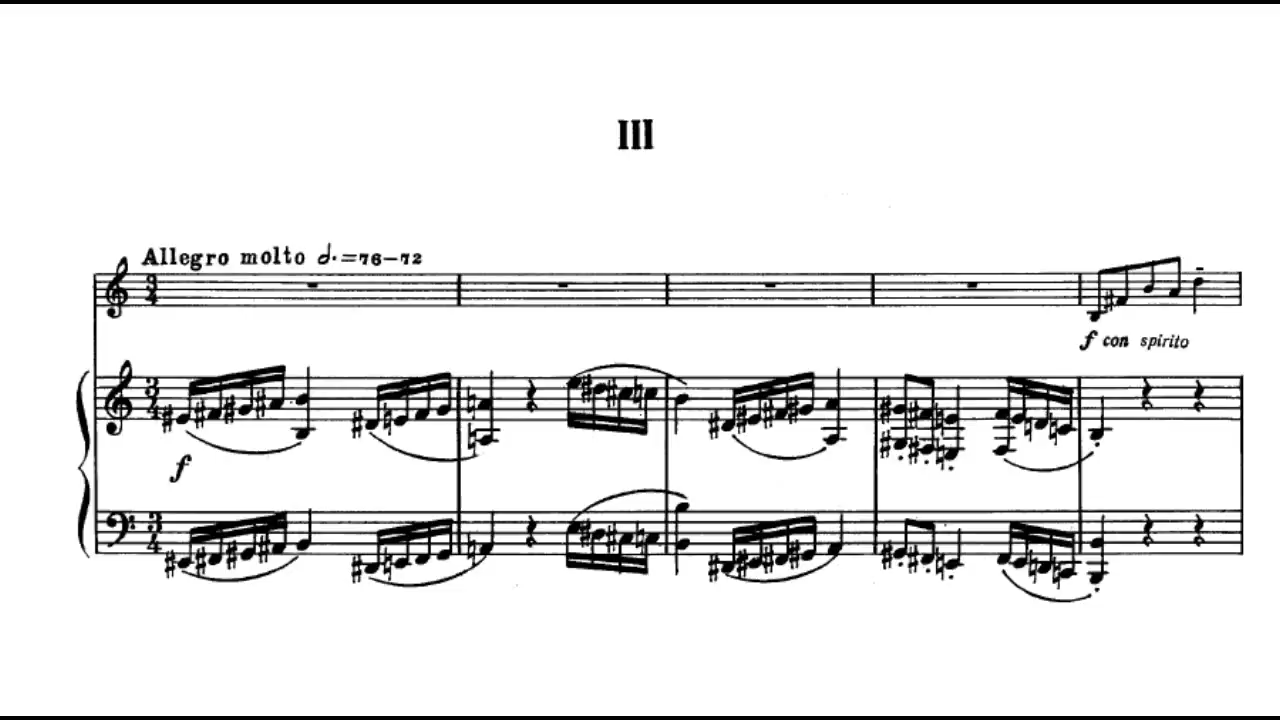 III
Allegro molto 𝅗𝅥. = 76–72
f con spirito
f